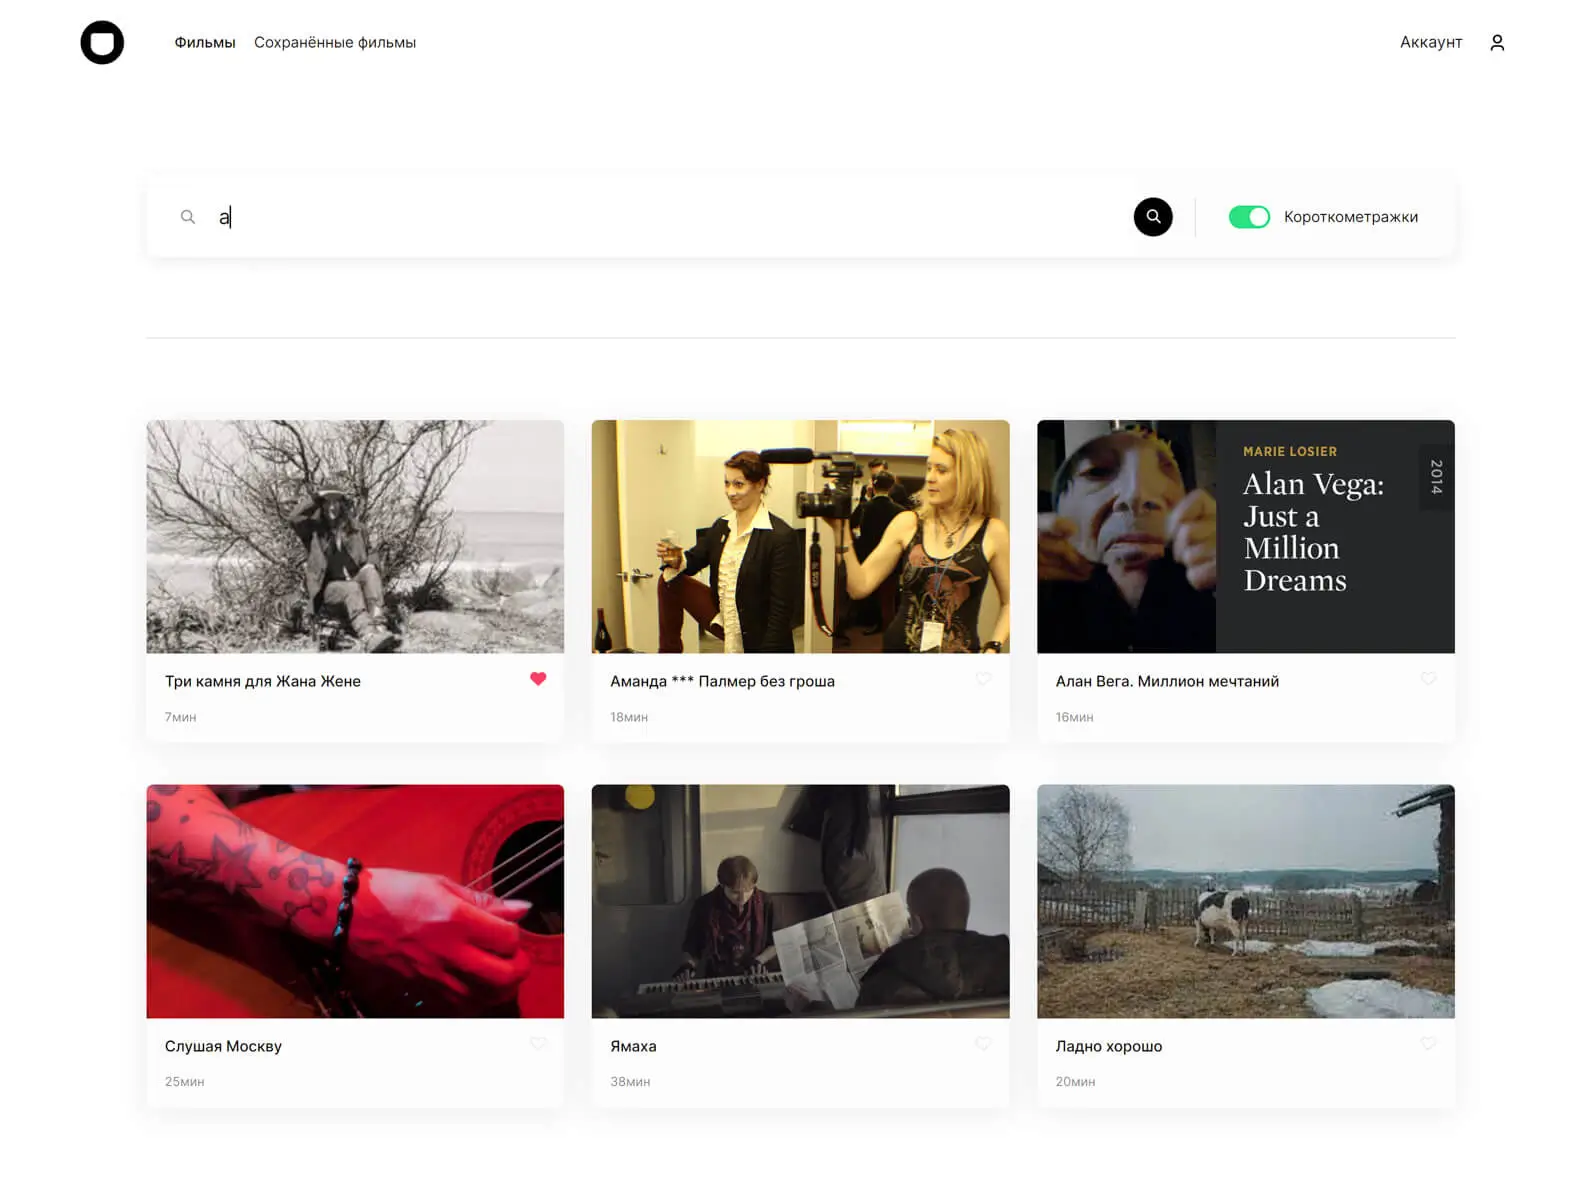 Фильмы
Сохранённые фильмы
Аккаунт
а
Короткометражки
MARIE LOSIER
Alan Vega:
Just a
Million
Dreams
2014
Три камня для Жана Жене
7мин
Аманда *** Палмер без гроша
18мин
Алан Вега. Миллион мечтаний
16мин
Слушая Москву
25мин
Ямаха
38мин
Ладно хорошо
20мин